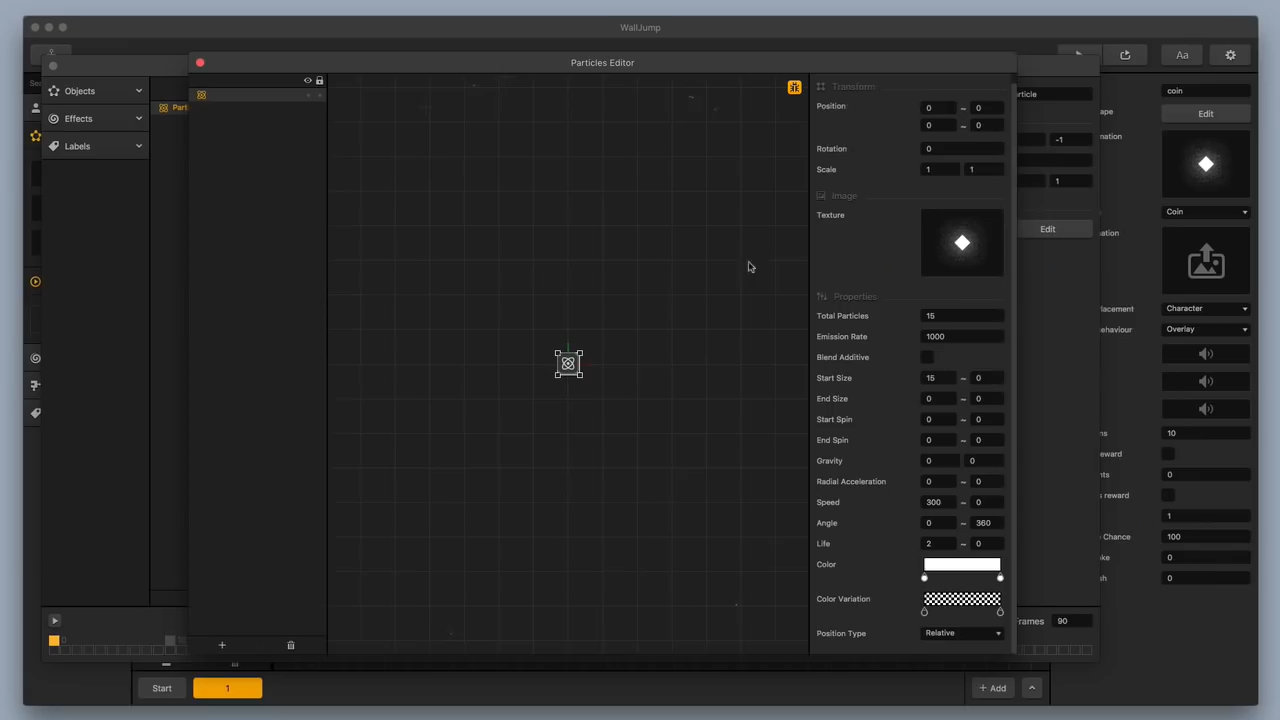 WallJump
Particles Editor
Aa
Objects
Effects
Labels
Part
Transform
Position 0 ~ 0
0 ~ 0
Rotation 0
Scale 1 1
Image
Texture
Properties
Total Particles 15
Emission Rate 1000
Blend Additive
Start Size 15 ~ 0
End Size 0 ~ 0
Start Spin 0 ~ 0
End Spin 0 ~ 0
Gravity 0 0
Radial Acceleration 0 ~ 0
Speed 300 ~ 0
Angle 0 ~ 360
Life 2 ~ 0
Color
Color Variation
Position Type Relative
rticle
-1
1
Edit
Frames 90
coin
ape Edit
mation
Coin
ation
lacement Character
ehaviour Overlay
ns 10
eward
nts 0
s reward
1
e Chance 100
ke 0
h 0
0
Start 1 + Add